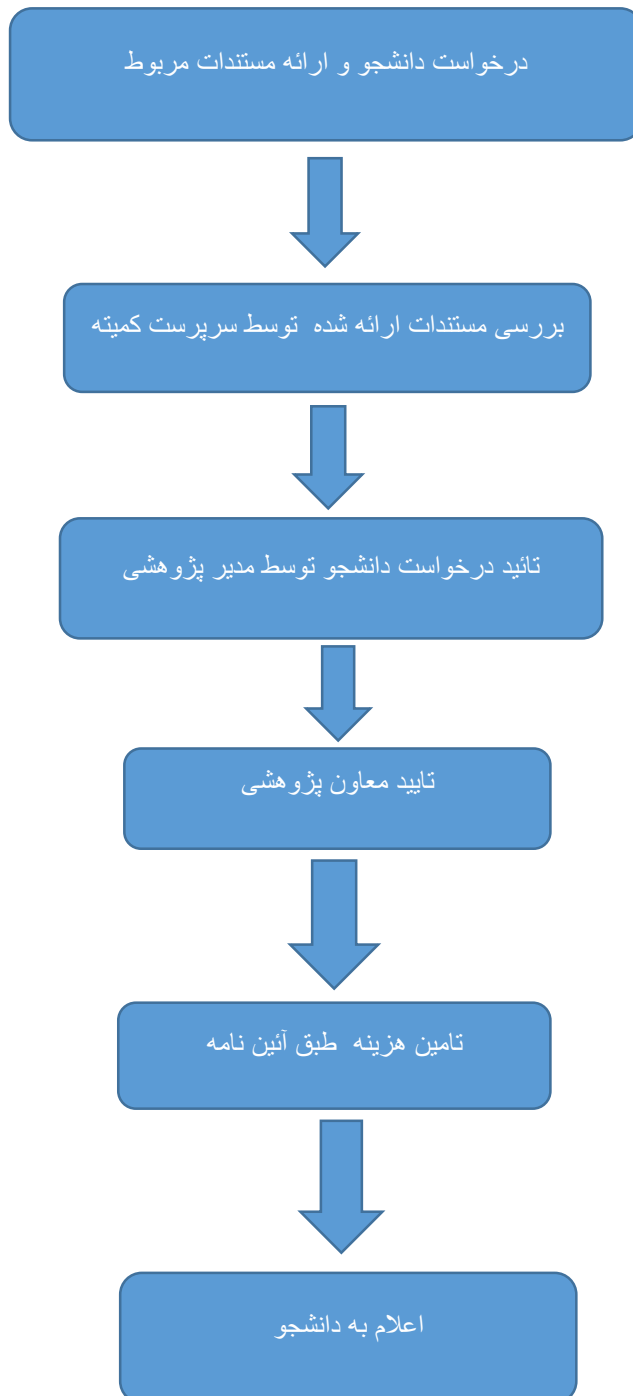 درخواست دانشجو و ارائه مستندات مربوط
بررسی مستندات ارائه شده  توسط سرپرست کمیته
تائید درخواست دانشجو توسط مدیر پژوهشی
تایید معاون پژوهشی
تامین هزینه  طبق آئین نامه
اعلام به دانشجو